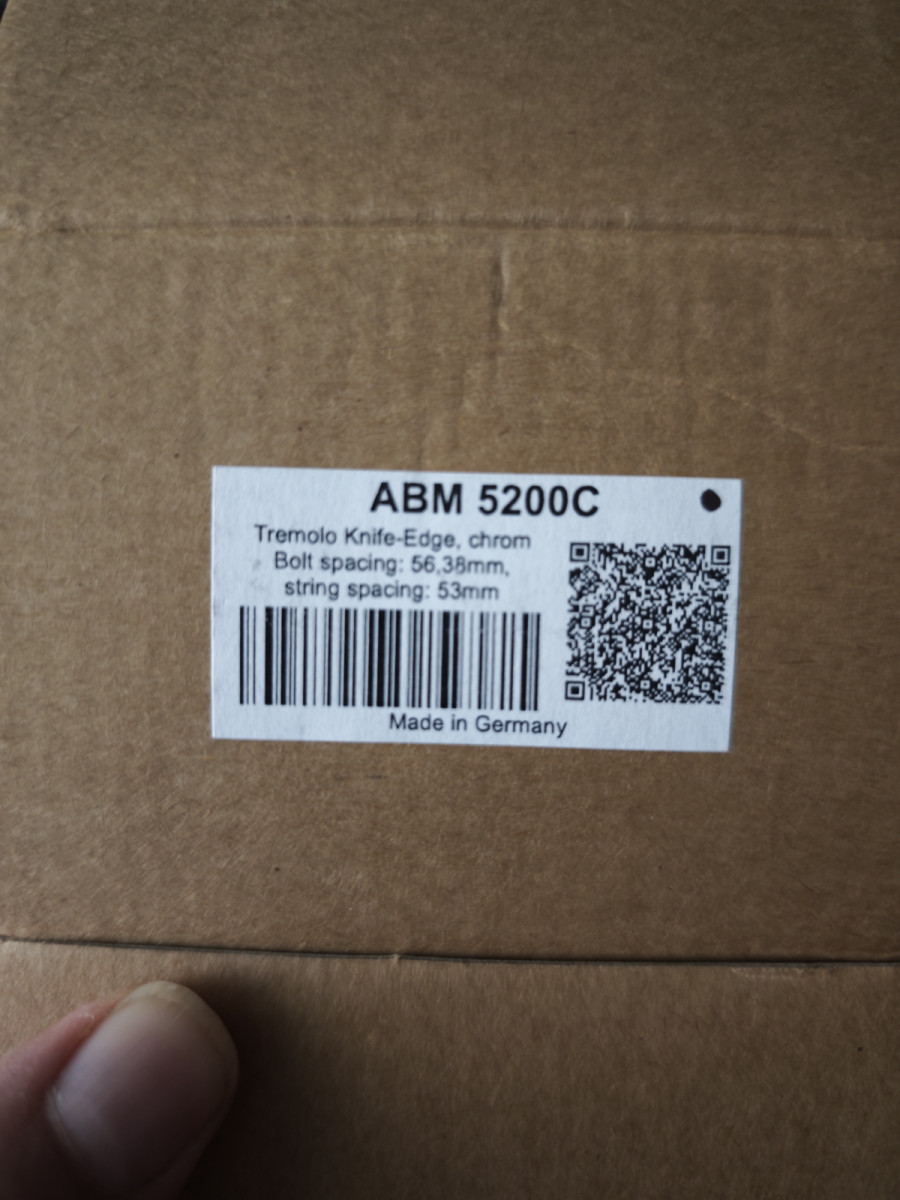 ABM 5200C
Tremolo Knife-Edge, chrom
Bolt spacing: 56,38mm,
string spacing: 53mm
Made in Germany